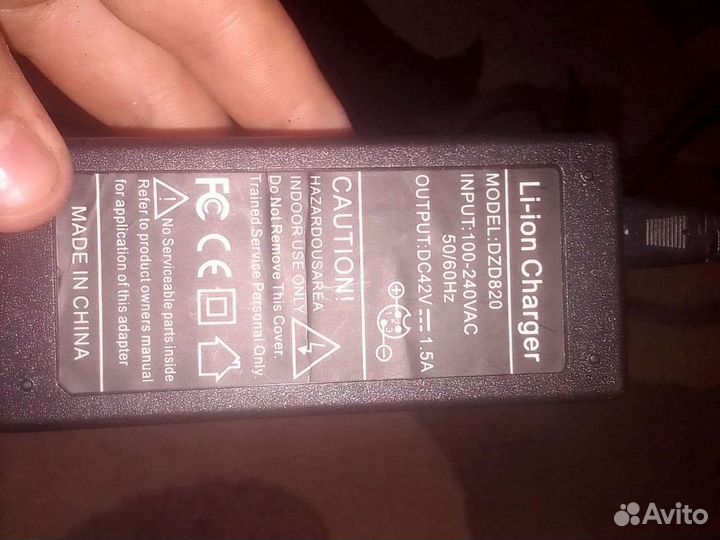 Li-ion Charger
MODEL:DZD820
INPUT:100-240VAC
50/60Hz
OUTPUT:DC42V⎓1.5A
CAUTION!
HAZARDOUSAREA
INDOOR USE ONLY.
Do Not Remove This Cover.
Trained Service Personal Only.
FC CE
No Serviceable parts inside
Refer to product owners manual
for application of this adapter
MADE IN CHINA
Avito